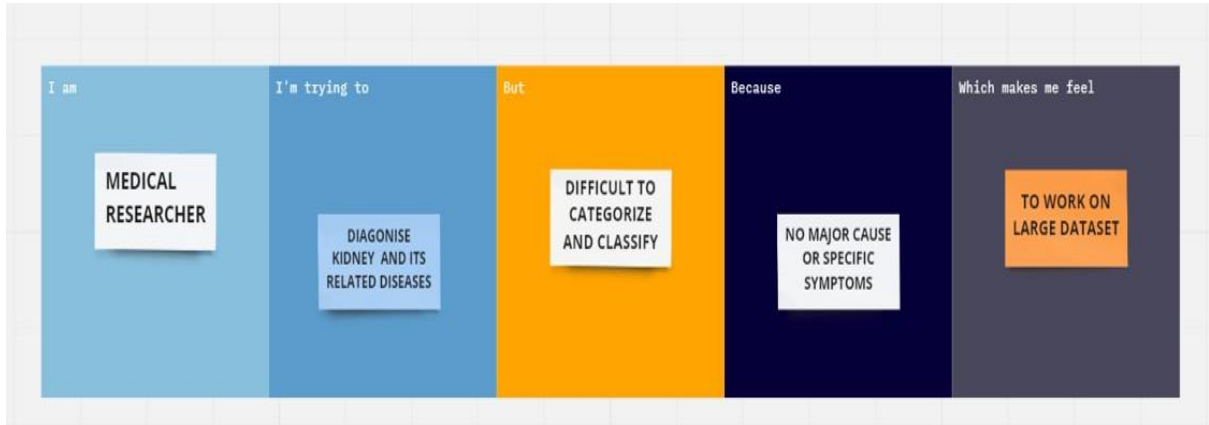 I am
MEDICAL
RESEARCHER
I'm trying to
DIAGONISE
KIDNEY AND ITS
RELATED DISEASES
But
DIFFICULT TO
CATEGORIZE
AND CLASSIFY
Because
NO MAJOR CAUSE
OR SPECIFIC
SYMPTOMS
Which makes me feel
TO WORK ON
LARGE DATASET